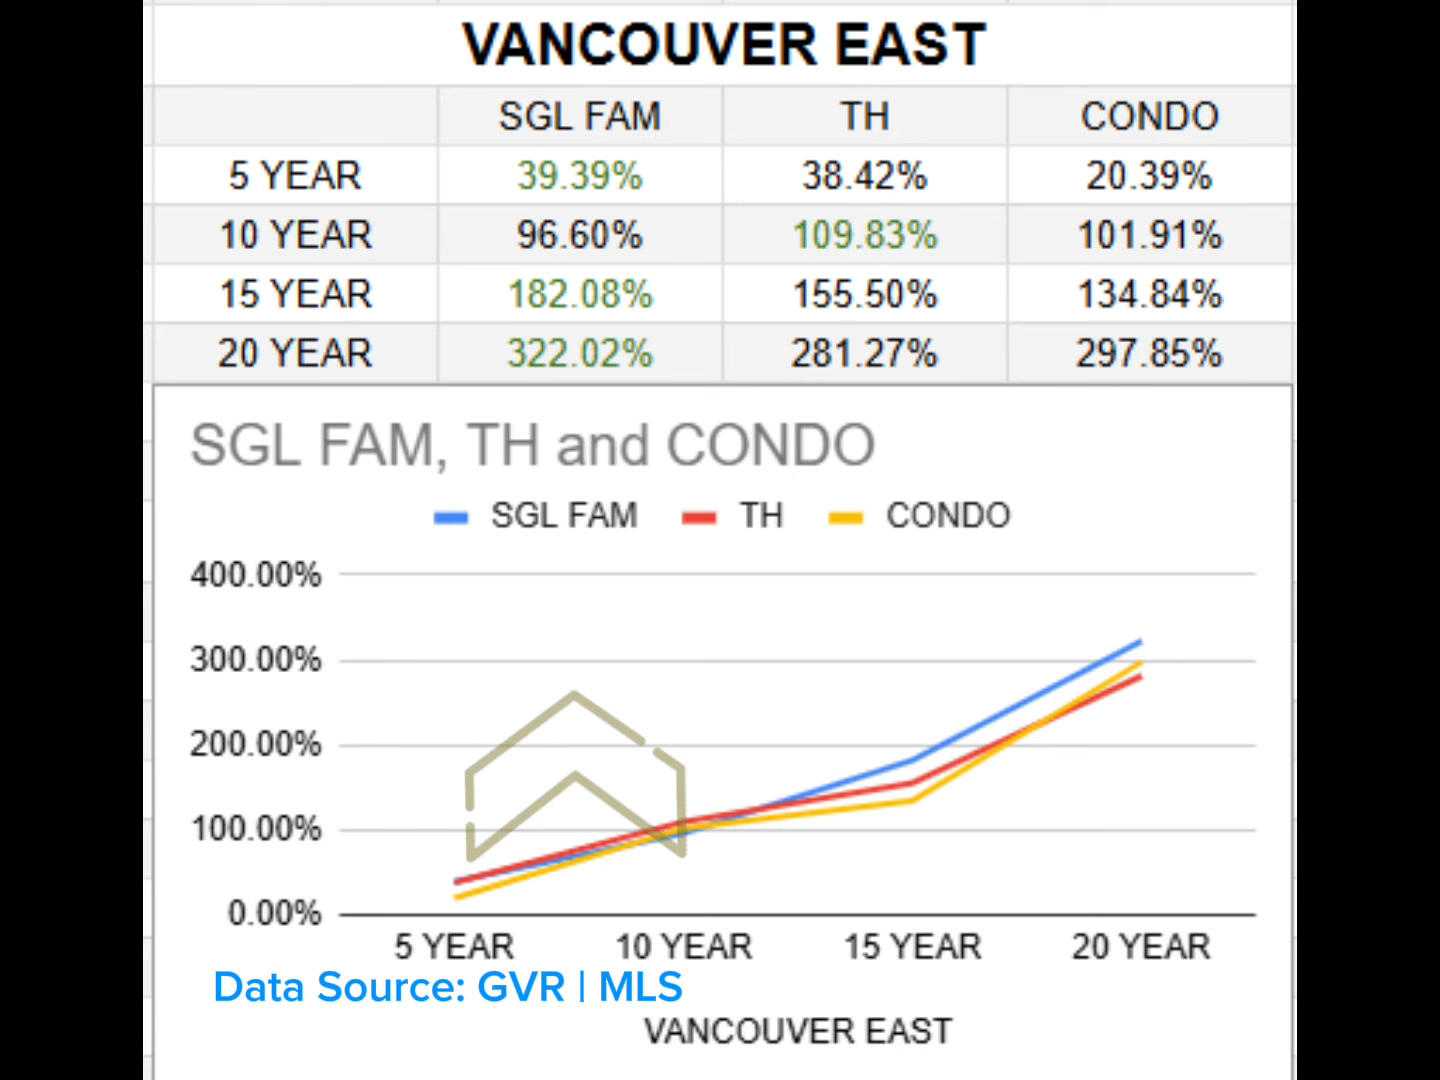 VANCOUVER EAST
SGL FAM TH CONDO
5 YEAR 39.39% 38.42% 20.39%
10 YEAR 96.60% 109.83% 101.91%
15 YEAR 182.08% 155.50% 134.84%
20 YEAR 322.02% 281.27% 297.85%
SGL FAM, TH and CONDO
SGL FAM TH CONDO
400.00%
300.00%
200.00%
100.00%
0.00%
5 YEAR 10 YEAR 15 YEAR 20 YEAR
Data Source: GVR | MLS
VANCOUVER EAST